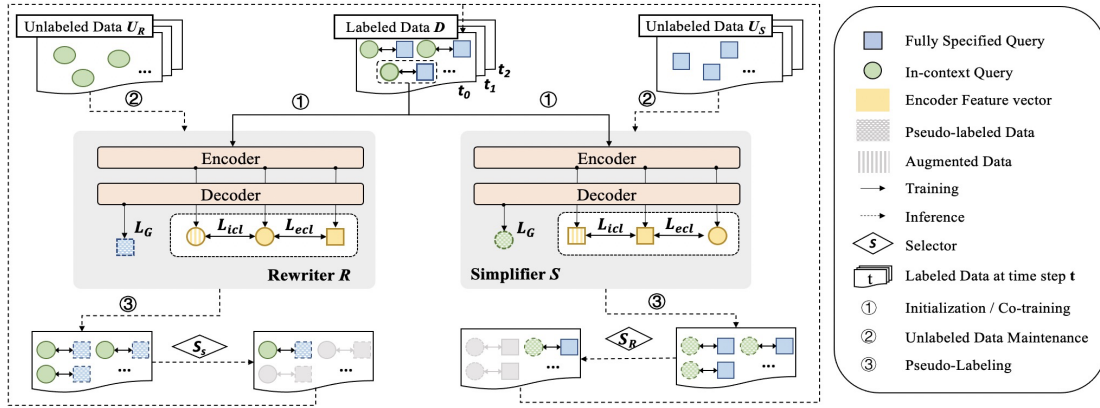 Unlabeled Data U_R
Labeled Data D
Unlabeled Data U_S
...
...
...
t_0
t_1
t_2
②
①
①
②
Encoder
Decoder
L_G
L_icl
L_ecl
Rewriter R
Encoder
Decoder
L_G
L_icl
L_ecl
Simplifier S
③
③
...
S_s
...
...
S_R
...
Fully Specified Query
In-context Query
Encoder Feature vector
Pseudo-labeled Data
Augmented Data
Training
Inference
S
Selector
t
Labeled Data at time step t
① Initialization / Co-training
② Unlabeled Data Maintenance
③ Pseudo-Labeling